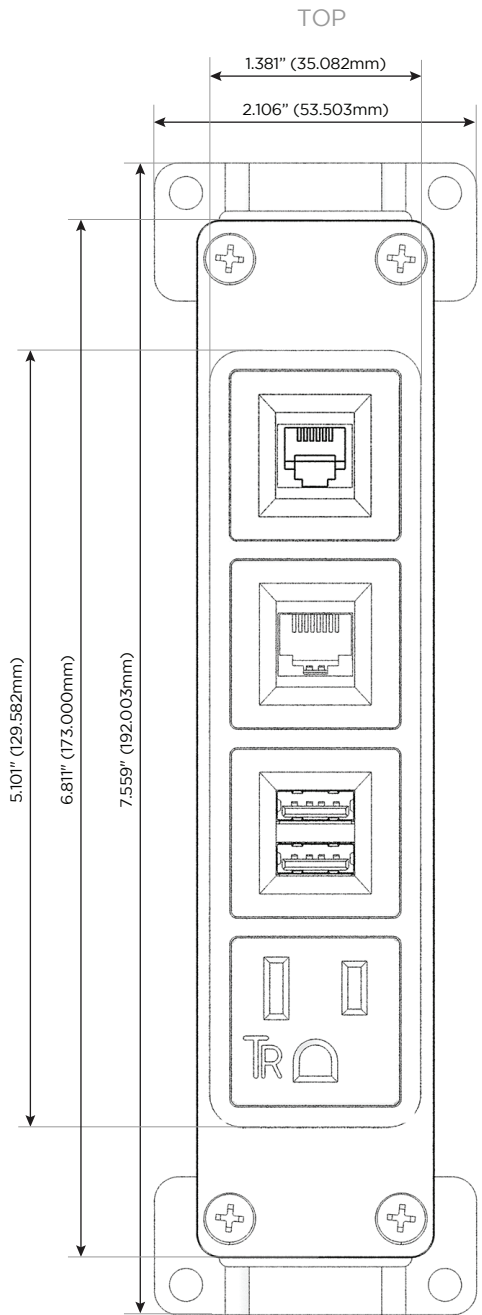 TOP
1.381” (35.082mm)
2.106” (53.503mm)
5.101” (129.582mm)
6.811” (173.000mm)
7.559” (192.003mm)
TR